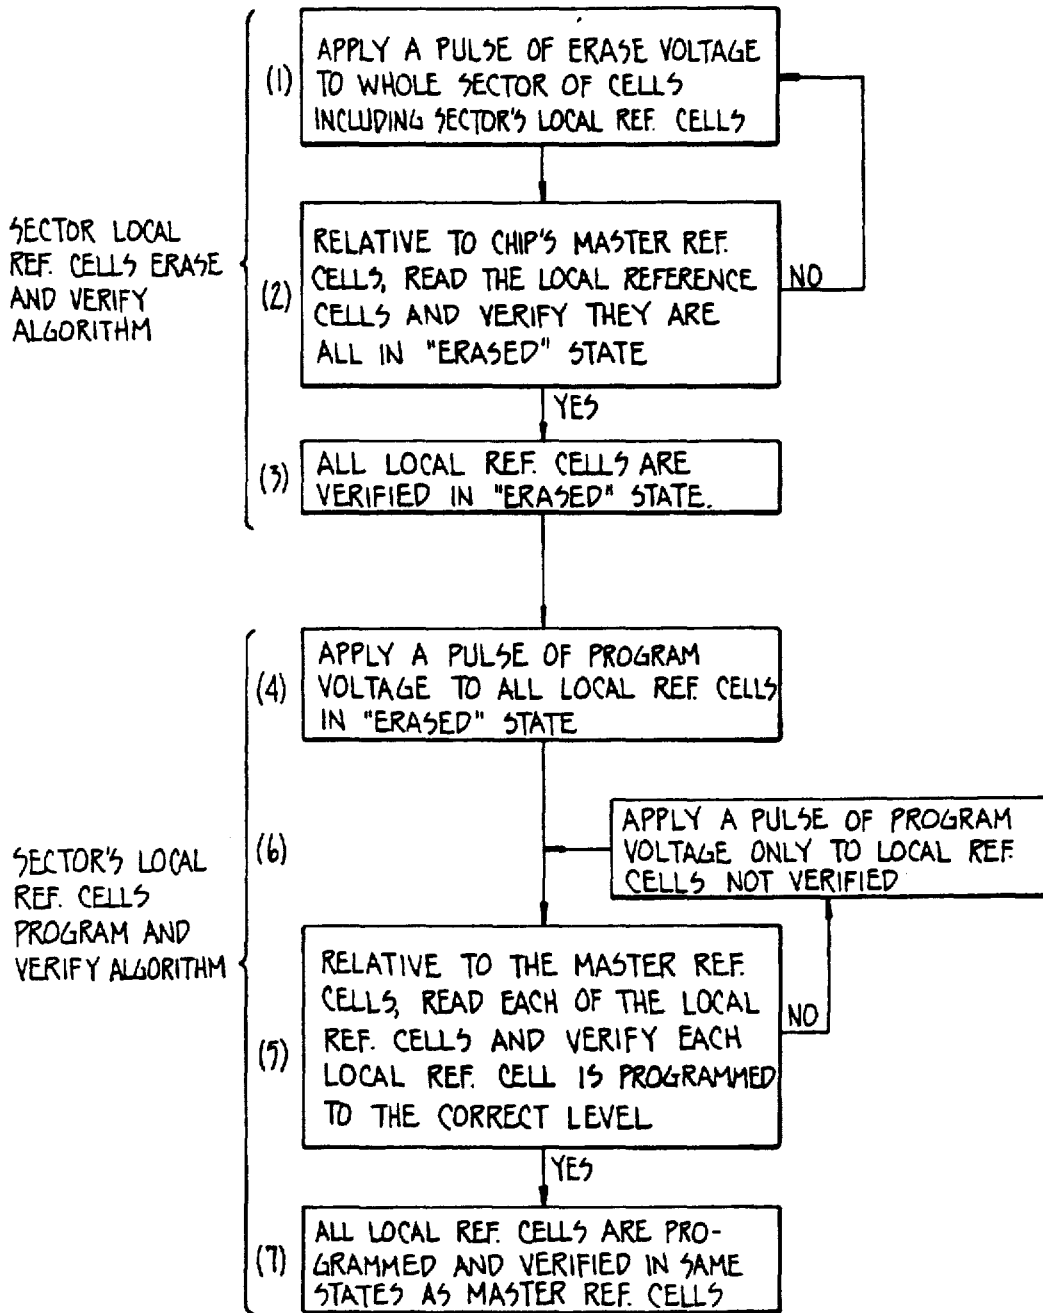 (1)
APPLY A PULSE OF ERASE VOLTAGE
TO WHOLE SECTOR OF CELLS
INCLUDING SECTOR'S LOCAL REF. CELLS
SECTOR LOCAL
REF. CELLS ERASE
AND VERIFY
ALGORITHM
(2)
RELATIVE TO CHIP'S MASTER REF.
CELLS, READ THE LOCAL REFERENCE
CELLS AND VERIFY THEY ARE
ALL IN "ERASED" STATE
NO
YES
(3)
ALL LOCAL REF. CELLS ARE
VERIFIED IN "ERASED" STATE.
(4)
APPLY A PULSE OF PROGRAM
VOLTAGE TO ALL LOCAL REF. CELLS
IN "ERASED" STATE
SECTOR'S LOCAL
REF. CELLS
PROGRAM AND
VERIFY ALGORITHM
(6)
APPLY A PULSE OF PROGRAM
VOLTAGE ONLY TO LOCAL REF.
CELLS NOT VERIFIED
(5)
RELATIVE TO THE MASTER REF.
CELLS, READ EACH OF THE LOCAL
REF. CELLS AND VERIFY EACH
LOCAL REF. CELL IS PROGRAMMED
TO THE CORRECT LEVEL
NO
YES
(7)
ALL LOCAL REF. CELLS ARE PRO-
GRAMMED AND VERIFIED IN SAME
STATES AS MASTER REF. CELLS